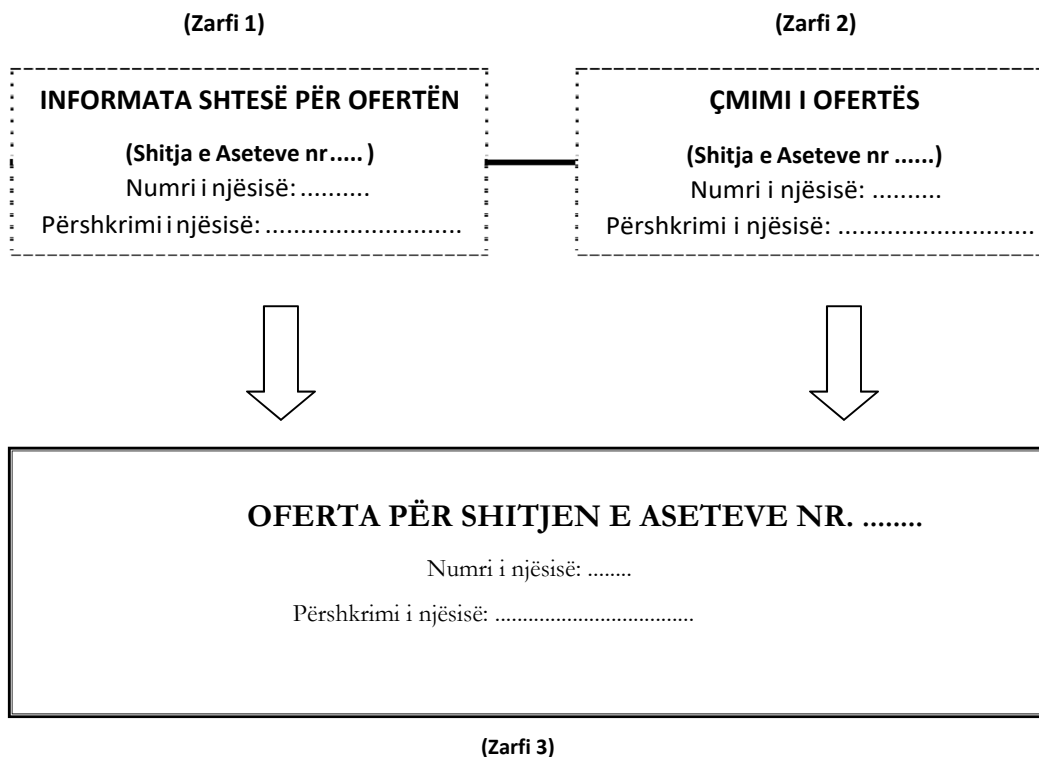 (Zarfi 1)
(Zarfi 2)
INFORMATA SHTESË PËR OFERTËN
(Shitja e Aseteve nr..... )
Numri i njësisë: ..........
Përshkrimi i njësisë: ............................
ÇMIMI I OFERTËS
(Shitja e Aseteve nr ......)
Numri i njësisë: ..........
Përshkrimi i njësisë: ............................
OFERTA PËR SHITJEN E ASETEVE NR. ........
Numri i njësisë: ........
Përshkrimi i njësisë: ..................................
(Zarfi 3)